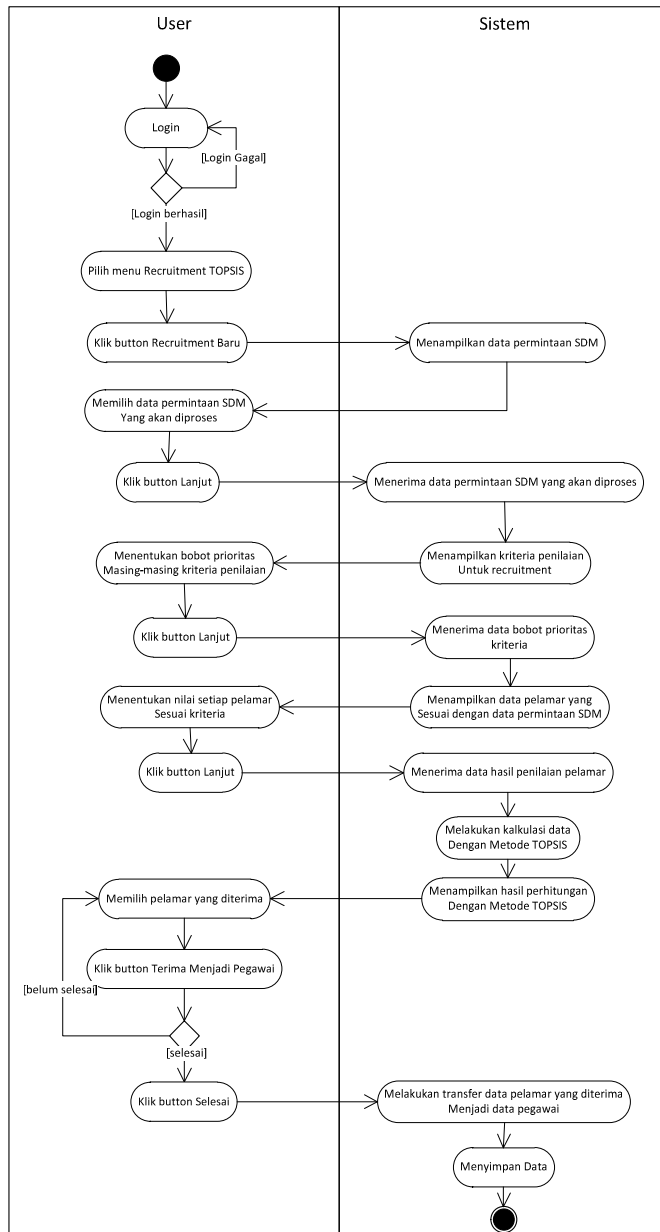 User
Sistem
Login
[Login Gagal]
[Login berhasil]
Pilih menu Recruitment TOPSIS
Klik button Recruitment Baru
Menampilkan data permintaan SDM
Memilih data permintaan SDM
Yang akan diproses
Klik button Lanjut
Menerima data permintaan SDM yang akan diproses
Menampilkan kriteria penilaian
Untuk recruitment
Menentukan bobot prioritas
Masing-masing kriteria penilaian
Klik button Lanjut
Menerima data bobot prioritas
kriteria
Menampilkan data pelamar yang
Sesuai dengan data permintaan SDM
Menentukan nilai setiap pelamar
Sesuai kriteria
Klik button Lanjut
Menerima data hasil penilaian pelamar
Melakukan kalkulasi data
Dengan Metode TOPSIS
Menampilkan hasil perhitungan
Dengan Metode TOPSIS
Memilih pelamar yang diterima
Klik button Terima Menjadi Pegawai
[belum selesai]
[selesai]
Klik button Selesai
Melakukan transfer data pelamar yang diterima
Menjadi data pegawai
Menyimpan Data